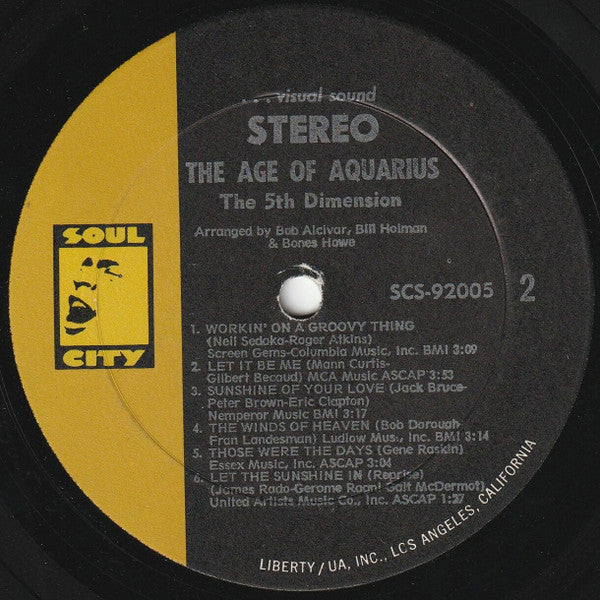 . . . visual sound
STEREO
THE AGE OF AQUARIUS
The 5th Dimension
Arranged by Bob Alcivar, Bill Holman
& Bones Howe
SOUL
CITY
SCS-92005
2
1. WORKIN' ON A GROOVY THING
(Neil Sedaka-Roger Atkins)
Screen Gems-Columbia Music, Inc. BMI 3:09
2. LET IT BE ME (Mann Curtis-
Gilbert Becaud) MCA Music ASCAP 3:53
3. SUNSHINE OF YOUR LOVE (Jack Bruce-
Peter Brown-Eric Clapton)
Nemperor Music BMI 3:17
4. THE WINDS OF HEAVEN (Bob Dorough-
Fran Landesman) Ludlow Mus., Inc. BMI 3:14
5. THOSE WERE THE DAYS (Gene Raskin)
Essex Music, Inc. ASCAP 3:04
6. LET THE SUNSHINE IN (Reprise)
(James Rado-Gerome Ragni Galt McDermot)
United Artists Music Co., Inc. ASCAP 1:27
LIBERTY/UA, INC., LOS ANGELES, CALIFORNIA